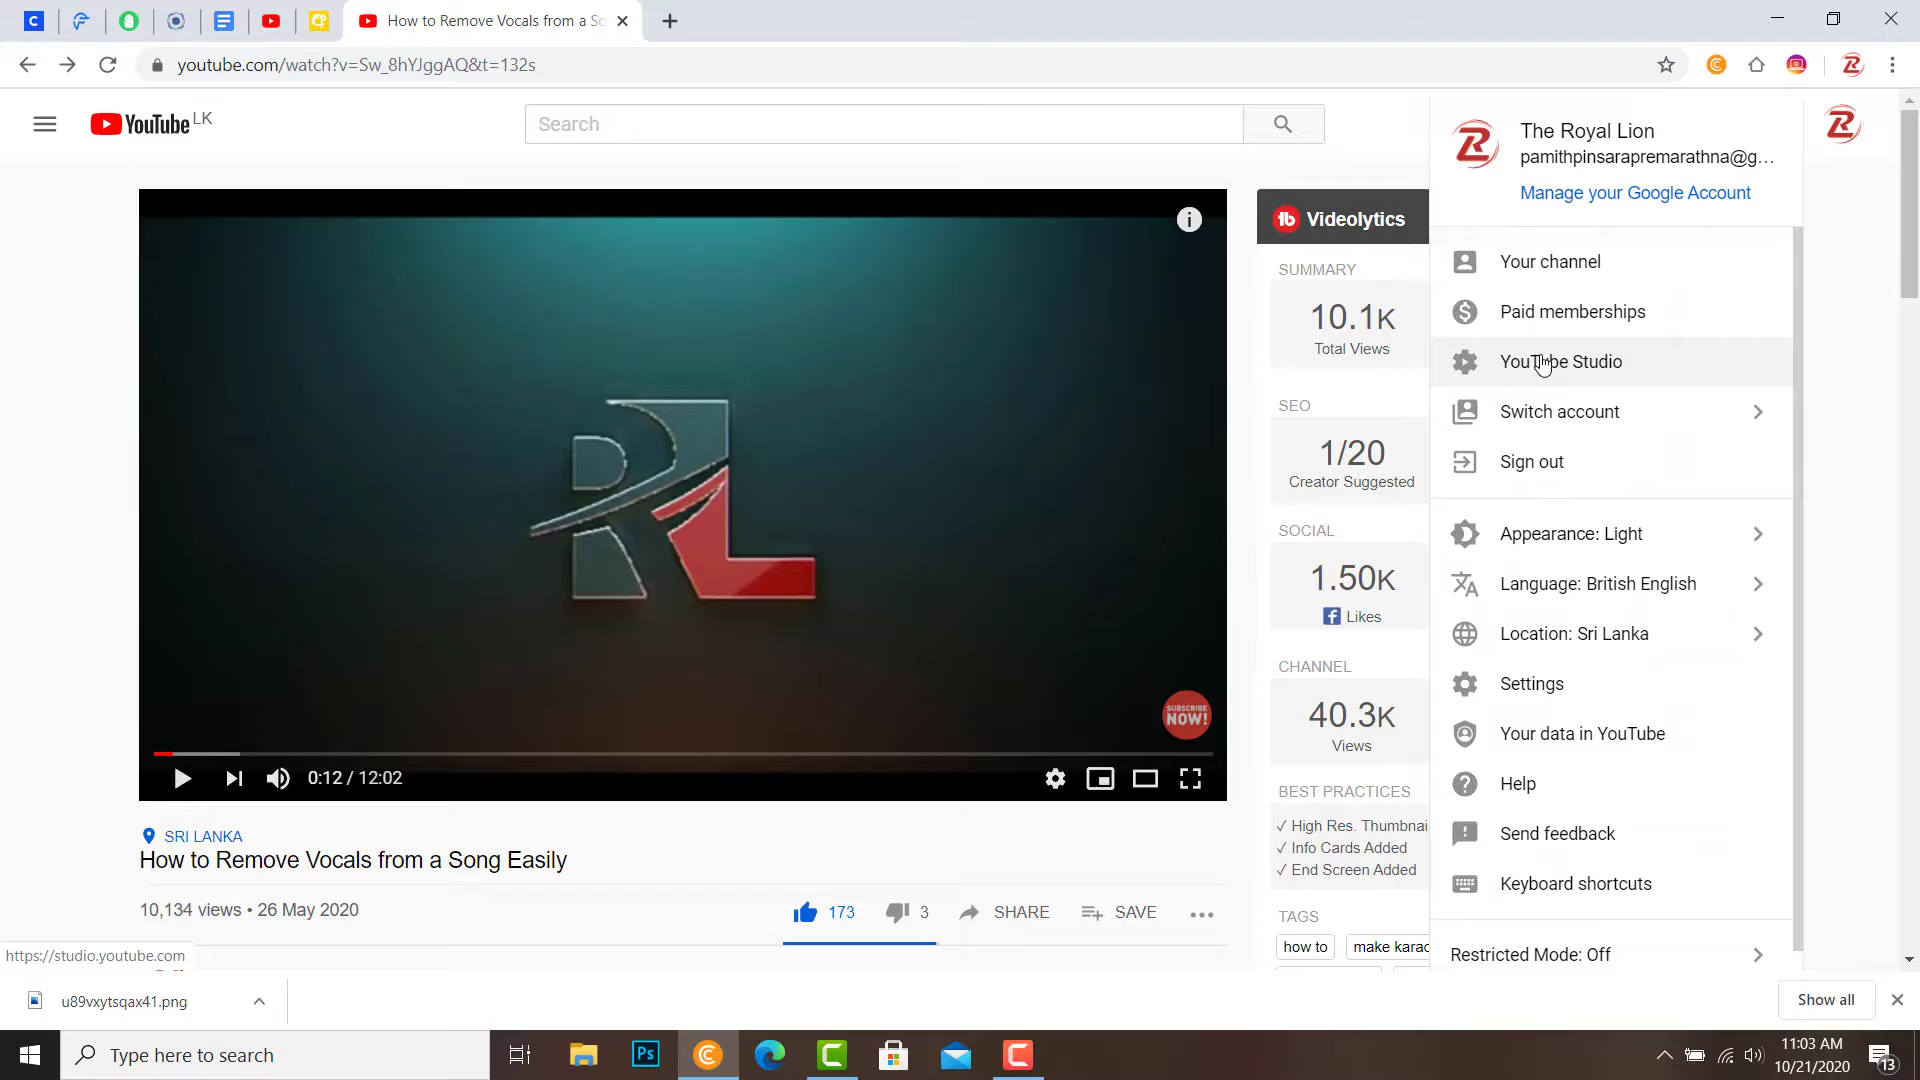 How to Remove Vocals from a So
youtube.com/watch?v=Sw_8hYJggAQ&t=132s
YouTube LK
Search
The Royal Lion
pamithpinsarapremarathna@g...
Manage your Google Account
Videolytics
Your channel
Paid memberships
YouTube Studio
Switch account
Sign out
Appearance: Light
Language: British English
Location: Sri Lanka
Settings
Your data in YouTube
Help
Send feedback
Keyboard shortcuts
Restricted Mode: Off
SUMMARY
10.1K
Total Views
SEO
1/20
Creator Suggested
SOCIAL
1.50K
Likes
CHANNEL
40.3K
Views
BEST PRACTICES
✓ High Res. Thumbnai
✓ Info Cards Added
✓ End Screen Added
TAGS
how to
make karao
SUBSCRIBE
NOW!
0:12 / 12:02
SRI LANKA
How to Remove Vocals from a Song Easily
10,134 views • 26 May 2020
173
3
SHARE
SAVE
https://studio.youtube.com
u89vxytsqax41.png
Show all
Type here to search
Ps
11:03 AM
10/21/2020
13